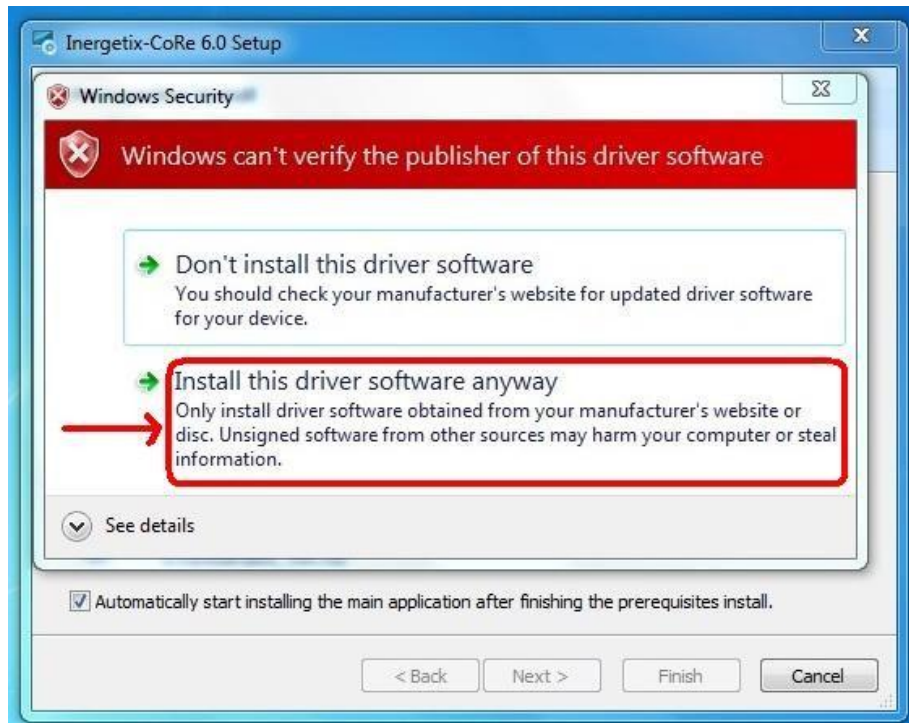 Inergetix-CoRe 6.0 Setup
Windows Security
Windows can't verify the publisher of this driver software
Don't install this driver software
You should check your manufacturer's website for updated driver software
for your device.
Install this driver software anyway
Only install driver software obtained from your manufacturer's website or
disc. Unsigned software from other sources may harm your computer or steal
information.
See details
Automatically start installing the main application after finishing the prerequisites install.
< Back Next > Finish Cancel